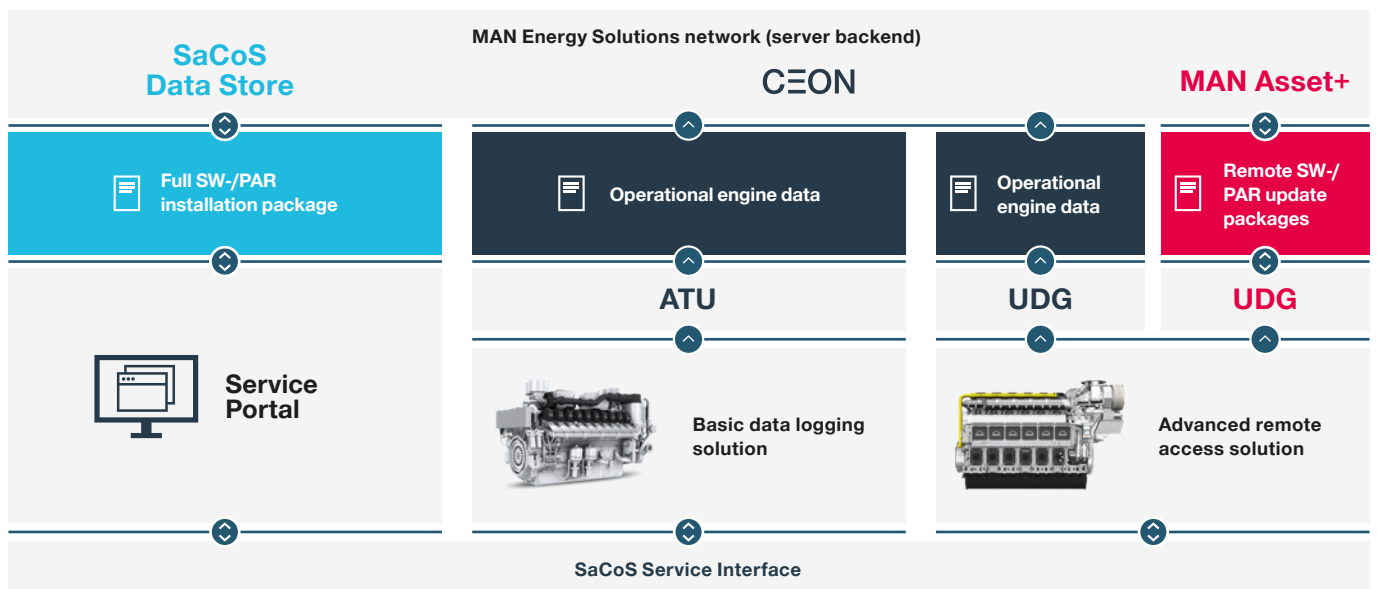 MAN Energy Solutions network (server backend)
SaCoS
Data Store
CEON
MAN Asset+
Full SW-/PAR
installation package
Operational engine data
Operational
engine data
Remote SW-/
PAR update
packages
ATU
UDG
UDG
Service
Portal
Basic data logging
solution
Advanced remote
access solution
SaCoS Service Interface